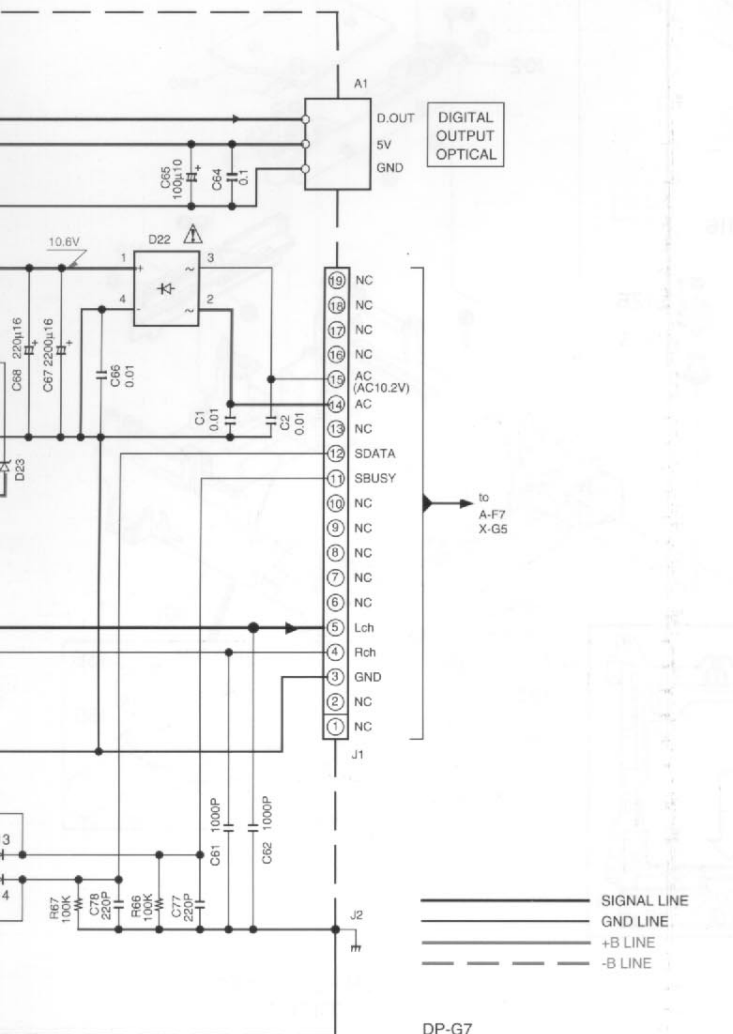 A1
D.OUT
5V
GND
DIGITAL
OUTPUT
OPTICAL
C65
100µ10
+
C64
0.1
10.6V
D22
1
+
~
3
4
-
~
2
C68
220µ16
+
C67
2200µ16
+
C66
0.01
C1
0.01
C2
0.01
D23
19 NC
18 NC
17 NC
16 NC
15 AC
(AC10.2V)
14 AC
13 NC
12 SDATA
11 SBUSY
10 NC
9 NC
8 NC
7 NC
6 NC
5 Lch
4 Rch
3 GND
2 NC
1 NC
J1
to
A-F7
X-G5
C61
1000P
C62
1000P
3
4
R67
100K
C78
220P
R66
100K
C77
220P
J2
SIGNAL LINE
GND LINE
+B LINE
-B LINE
DP-G7